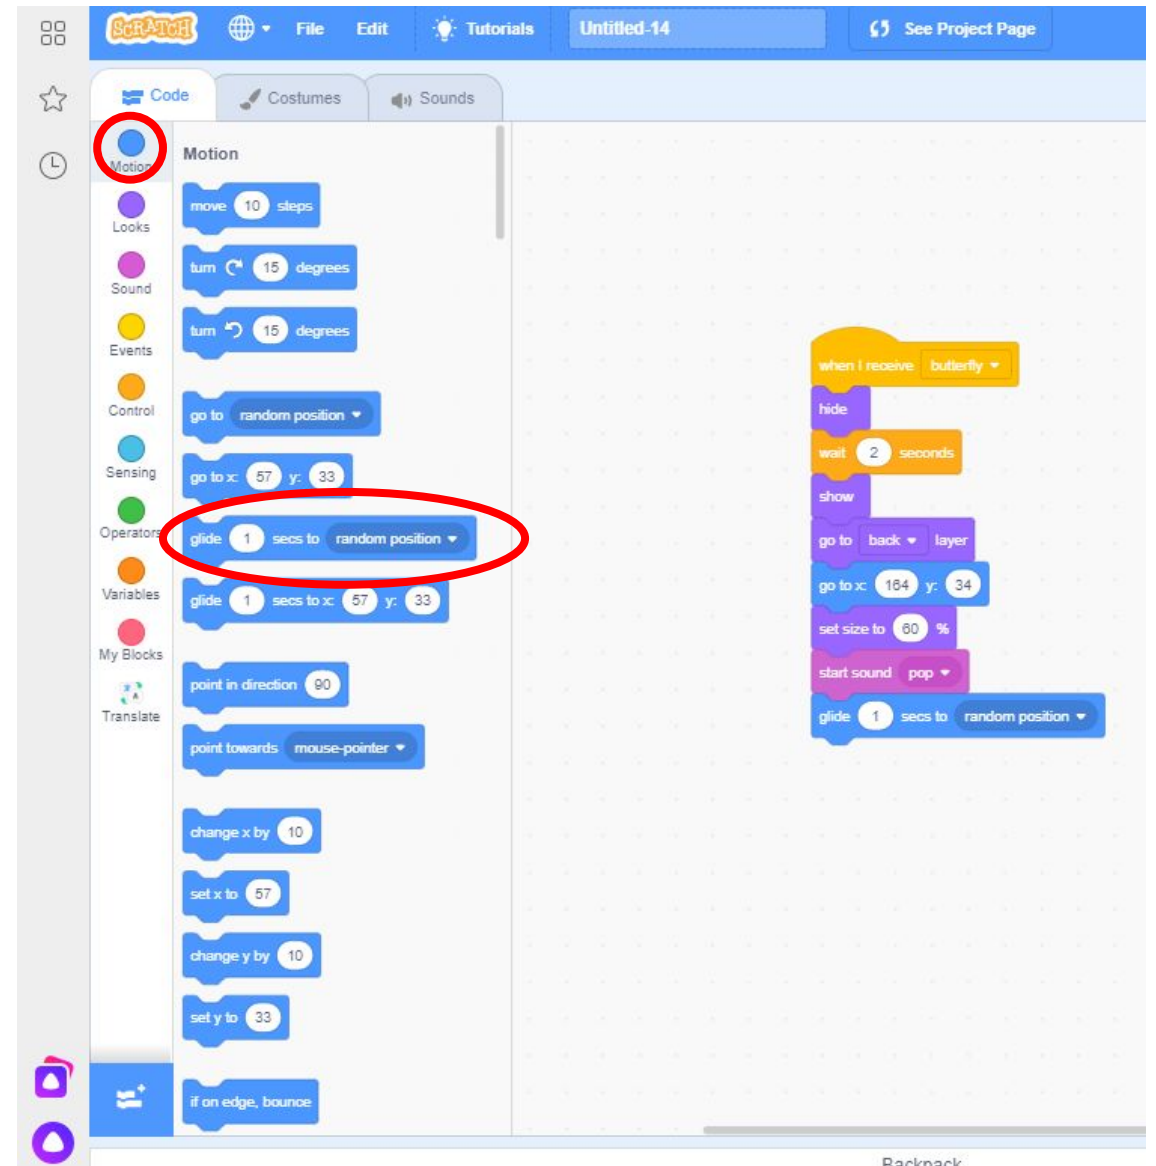 SCRATCH File Edit Tutorials Untitled-14 See Project Page
Code Costumes Sounds
Motion
Looks
Sound
Events
Control
Sensing
Operators
Variables
My Blocks
Translate
Motion
move 10 steps
turn 15 degrees
turn 15 degrees
go to random position
go to x: 57 y: 33
glide 1 secs to random position
glide 1 secs to x: 57 y: 33
point in direction 90
point towards mouse-pointer
change x by 10
set x to 57
change y by 10
set y to 33
if on edge, bounce
when I receive butterfly
hide
wait 2 seconds
show
go to back layer
go to x: 164 y: 34
set size to 60 %
start sound pop
glide 1 secs to random position
Backpack